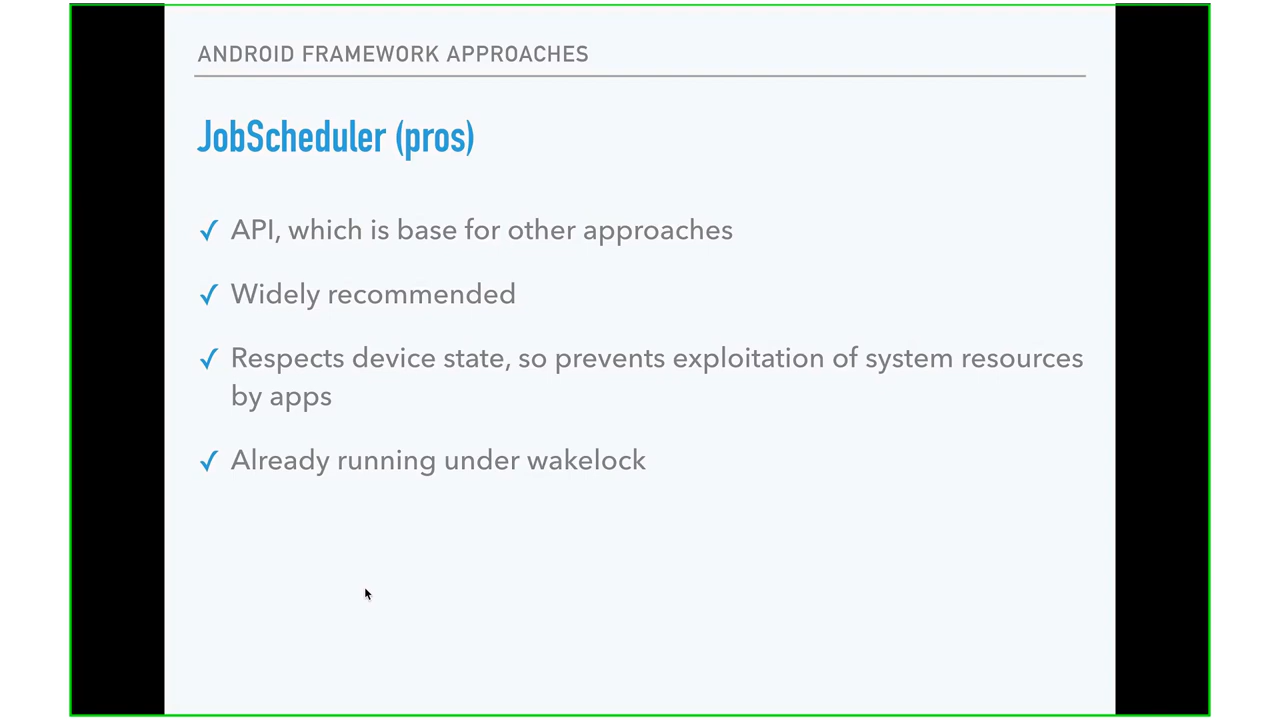 ANDROID FRAMEWORK APPROACHES
JobScheduler (pros)
✓ API, which is base for other approaches
✓ Widely recommended
✓ Respects device state, so prevents exploitation of system resources
by apps
✓ Already running under wakelock